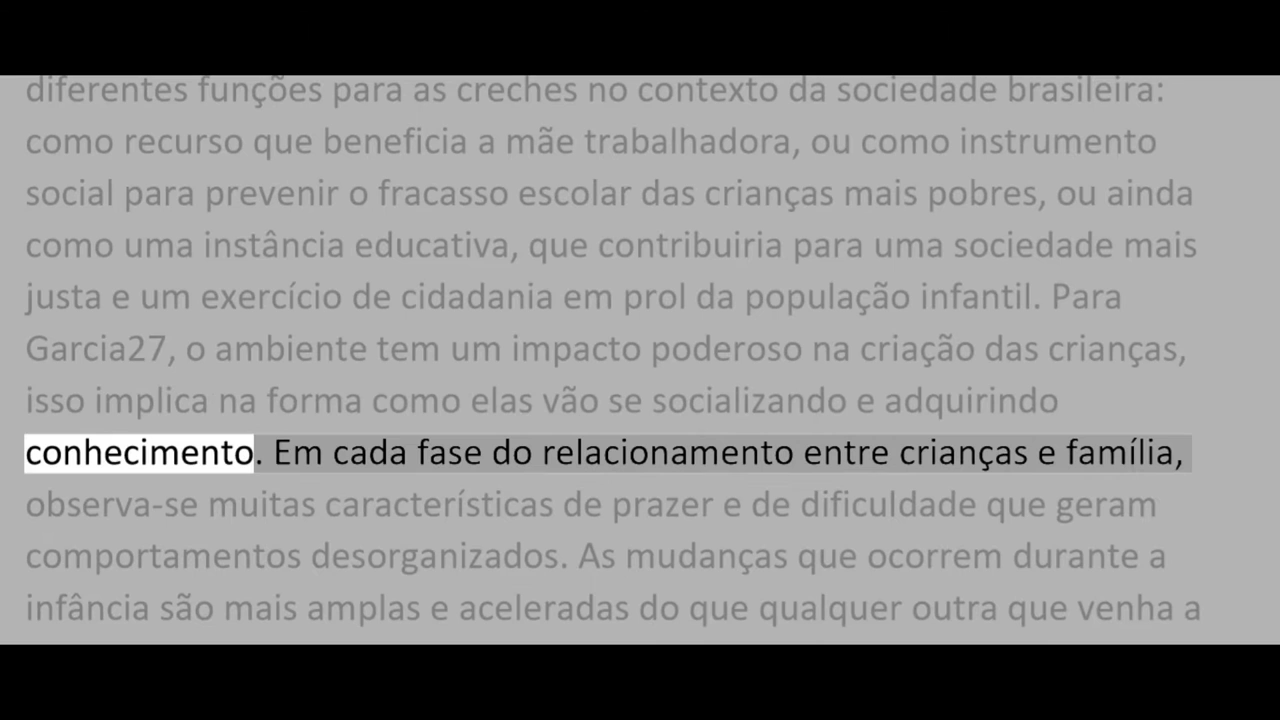 diferentes funções para as creches no contexto da sociedade brasileira:
como recurso que beneficia a mãe trabalhadora, ou como instrumento
social para prevenir o fracasso escolar das crianças mais pobres, ou ainda
como uma instância educativa, que contribuiria para uma sociedade mais
justa e um exercício de cidadania em prol da população infantil. Para
Garcia27, o ambiente tem um impacto poderoso na criação das crianças,
isso implica na forma como elas vão se socializando e adquirindo
conhecimento. Em cada fase do relacionamento entre crianças e família,
observa-se muitas características de prazer e de dificuldade que geram
comportamentos desorganizados. As mudanças que ocorrem durante a
infância são mais amplas e aceleradas do que qualquer outra que venha a